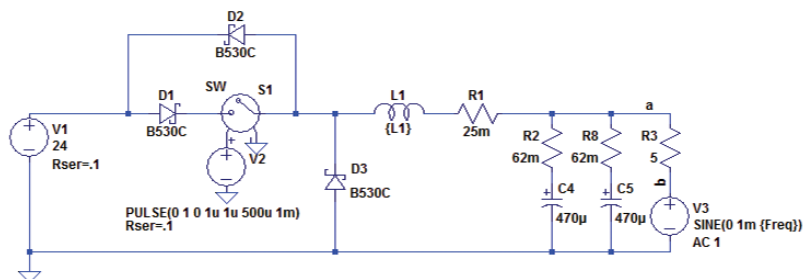 D2
B530C
D1
B530C
SW
S1
V1
24
Rser=.1
V2
PULSE(0 1 0 1u 1u 500u 1m)
Rser=.1
D3
B530C
L1
{L1}
R1
25m
a
R2
62m
R8
62m
R3
5
C4
470µ
C5
470µ
b
V3
SINE(0 1m {Freq})
AC 1